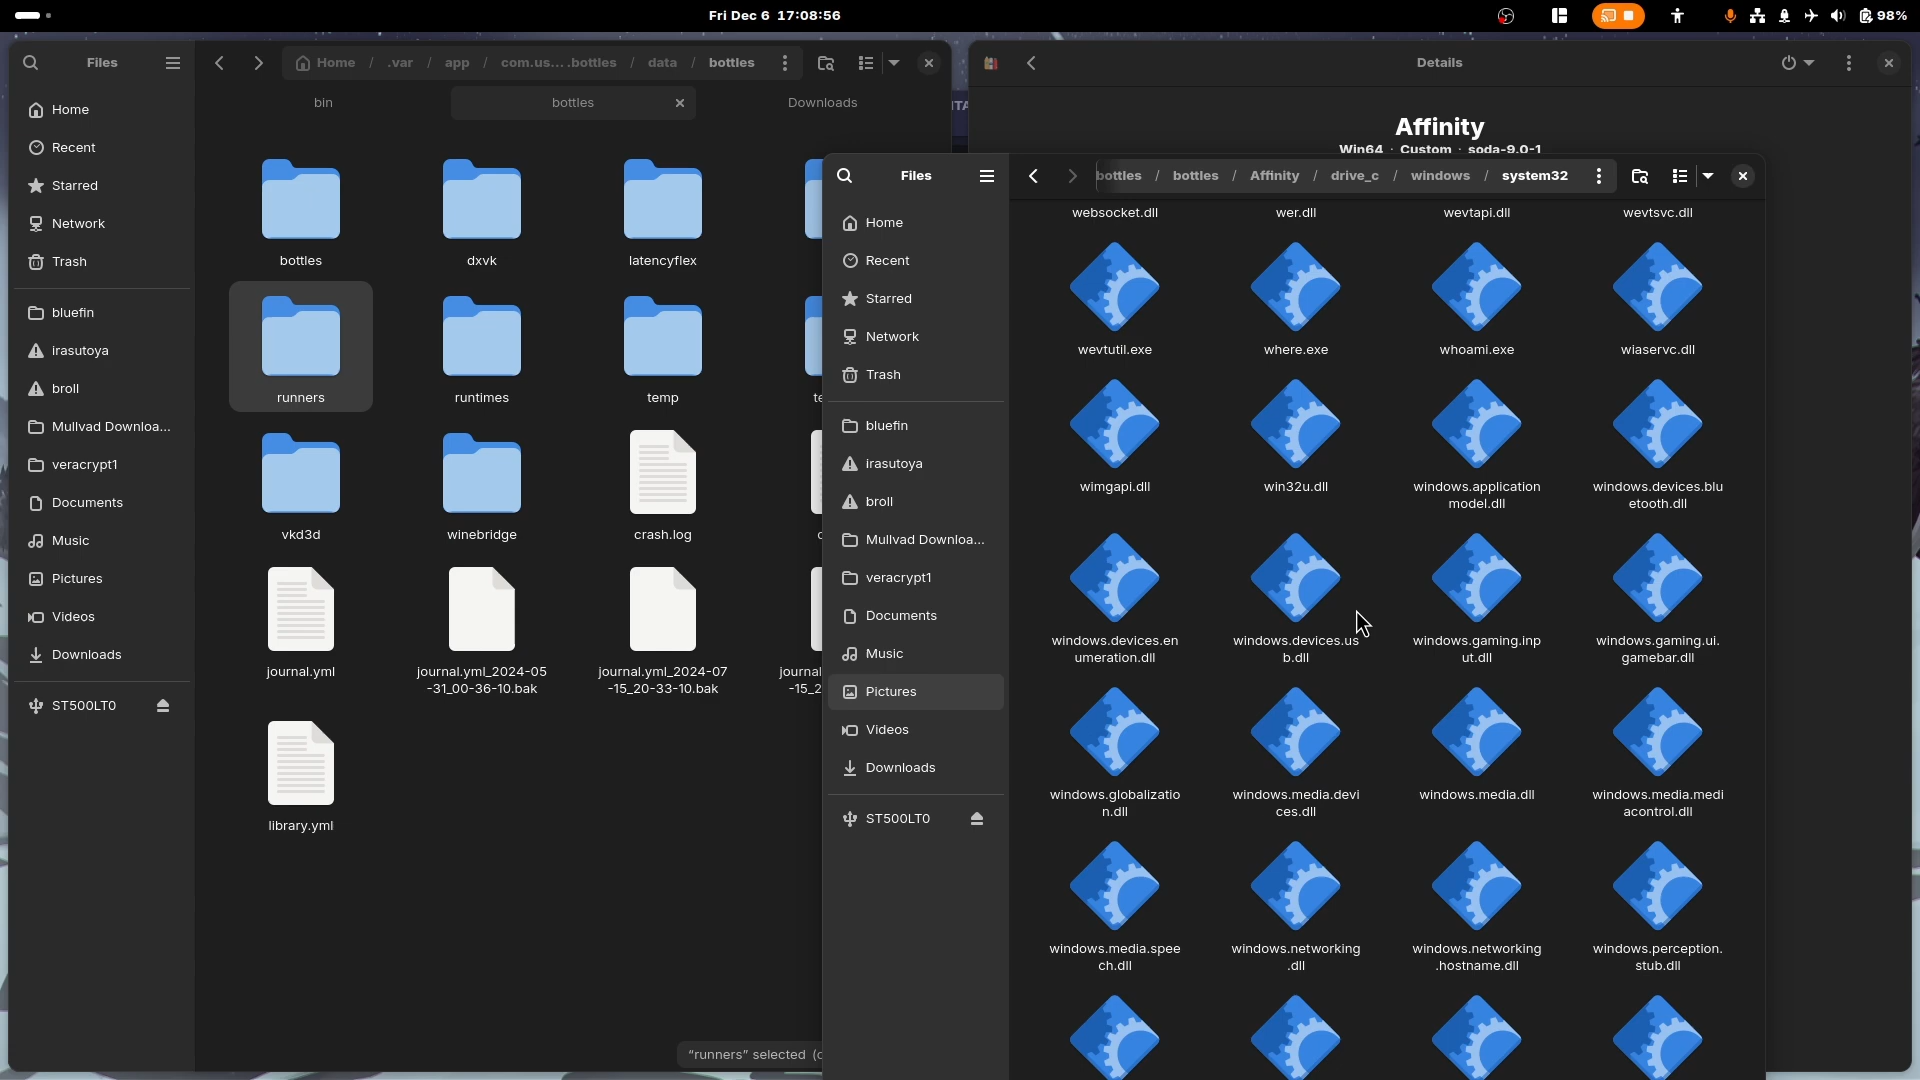 Fri Dec 6 17:08:56
98%
Files
Home / .var / app / com.us... .bottles / data / bottles
bin
bottles
Downloads
Home
Recent
Starred
Network
Trash
bluefin
irasutoya
broll
Mullvad Downloa...
veracrypt1
Documents
Music
Pictures
Videos
Downloads
ST500LT0
bottles
dxvk
latencyflex
runners
runtimes
temp
te
vkd3d
winebridge
crash.log
journal.yml
journal.yml_2024-05
-31_00-36-10.bak
journal.yml_2024-07
-15_20-33-10.bak
journal
-15_2
library.yml
“runners” selected (c
Details
Affinity
Win64 · Custom · soda-9.0-1
Files
bottles / bottles / Affinity / drive_c / windows / system32
Home
Recent
Starred
Network
Trash
bluefin
irasutoya
broll
Mullvad Downloa...
veracrypt1
Documents
Music
Pictures
Videos
Downloads
ST500LT0
websocket.dll
wer.dll
wevtapi.dll
wevtsvc.dll
wevtutil.exe
where.exe
whoami.exe
wiaservc.dll
wimgapi.dll
win32u.dll
windows.application
model.dll
windows.devices.blu
etooth.dll
windows.devices.en
umeration.dll
windows.devices.us
b.dll
windows.gaming.inp
ut.dll
windows.gaming.ui.
gamebar.dll
windows.globalizatio
n.dll
windows.media.devi
ces.dll
windows.media.dll
windows.media.medi
acontrol.dll
windows.media.spee
ch.dll
windows.networking
.dll
windows.networking
.hostname.dll
windows.perception.
stub.dll